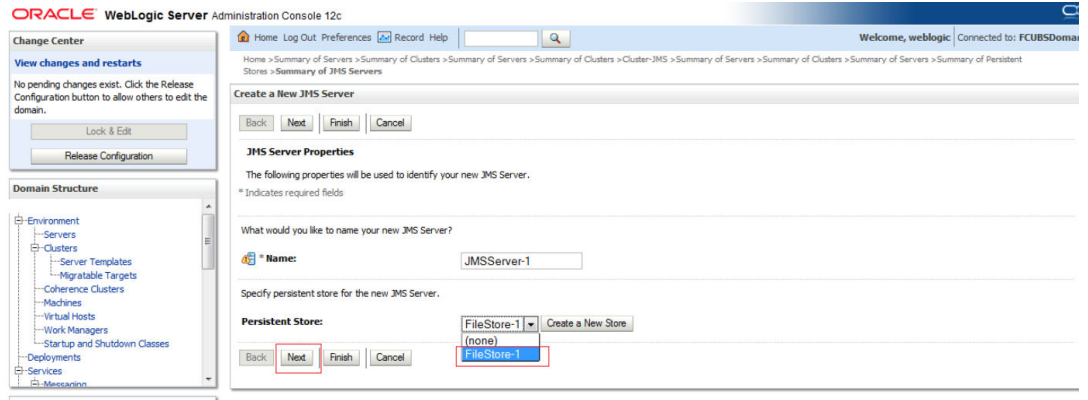 ORACLE WebLogic Server Administration Console 12c
Change Center
View changes and restarts
No pending changes exist. Click the Release
Configuration button to allow others to edit the
domain.
Lock & Edit
Release Configuration
Domain Structure
Environment
Servers
Clusters
Server Templates
Migratable Targets
Coherence Clusters
Machines
Virtual Hosts
Work Managers
Startup and Shutdown Classes
Deployments
Services
Messaging
Home Log Out Preferences Record Help
Welcome, weblogic Connected to: FCUBSDomai
Home >Summary of Servers >Summary of Clusters >Summary of Servers >Summary of Clusters >Cluster-JMS >Summary of Servers >Summary of Clusters >Summary of Servers >Summary of Persistent
Stores >Summary of JMS Servers
Create a New JMS Server
Back Next Finish Cancel
JMS Server Properties
The following properties will be used to identify your new JMS Server.
* Indicates required fields
What would you like to name your new JMS Server?
* Name: JMSServer-1
Specify persistent store for the new JMS Server.
Persistent Store: FileStore-1 Create a New Store
(none)
FileStore-1
Back Next Finish Cancel